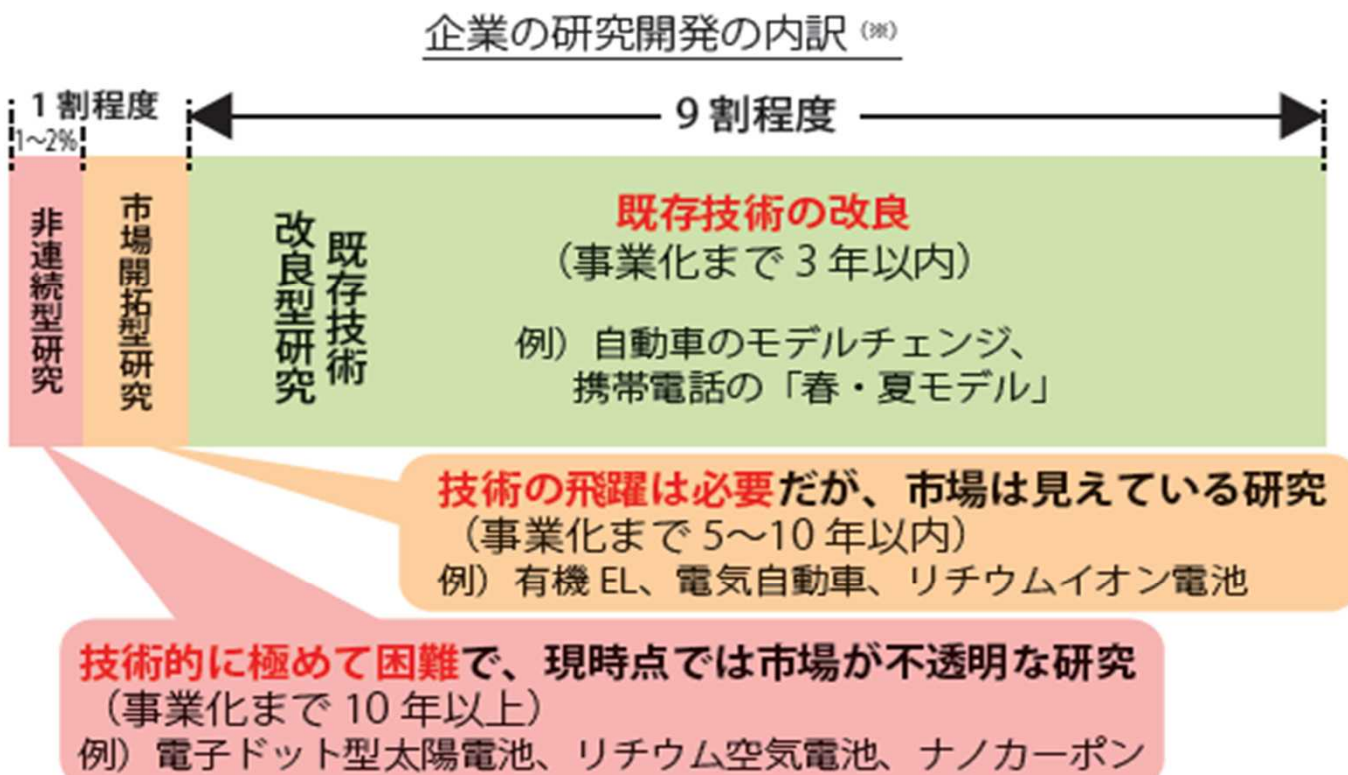 企業の研究開発の内訳（※）
1割程度
9割程度
1～2%
非連続型研究
市場開拓型研究
既存技術
改良型研究
既存技術の改良
（事業化まで3年以内）
例）自動車のモデルチェンジ、
携帯電話の「春・夏モデル」
技術の飛躍は必要だが、市場は見えている研究
（事業化まで5～10年以内）
例）有機EL、電気自動車、リチウムイオン電池
技術的に極めて困難で、現時点では市場が不透明な研究
（事業化まで10年以上）
例）電子ドット型太陽電池、リチウム空気電池、ナノカーボン